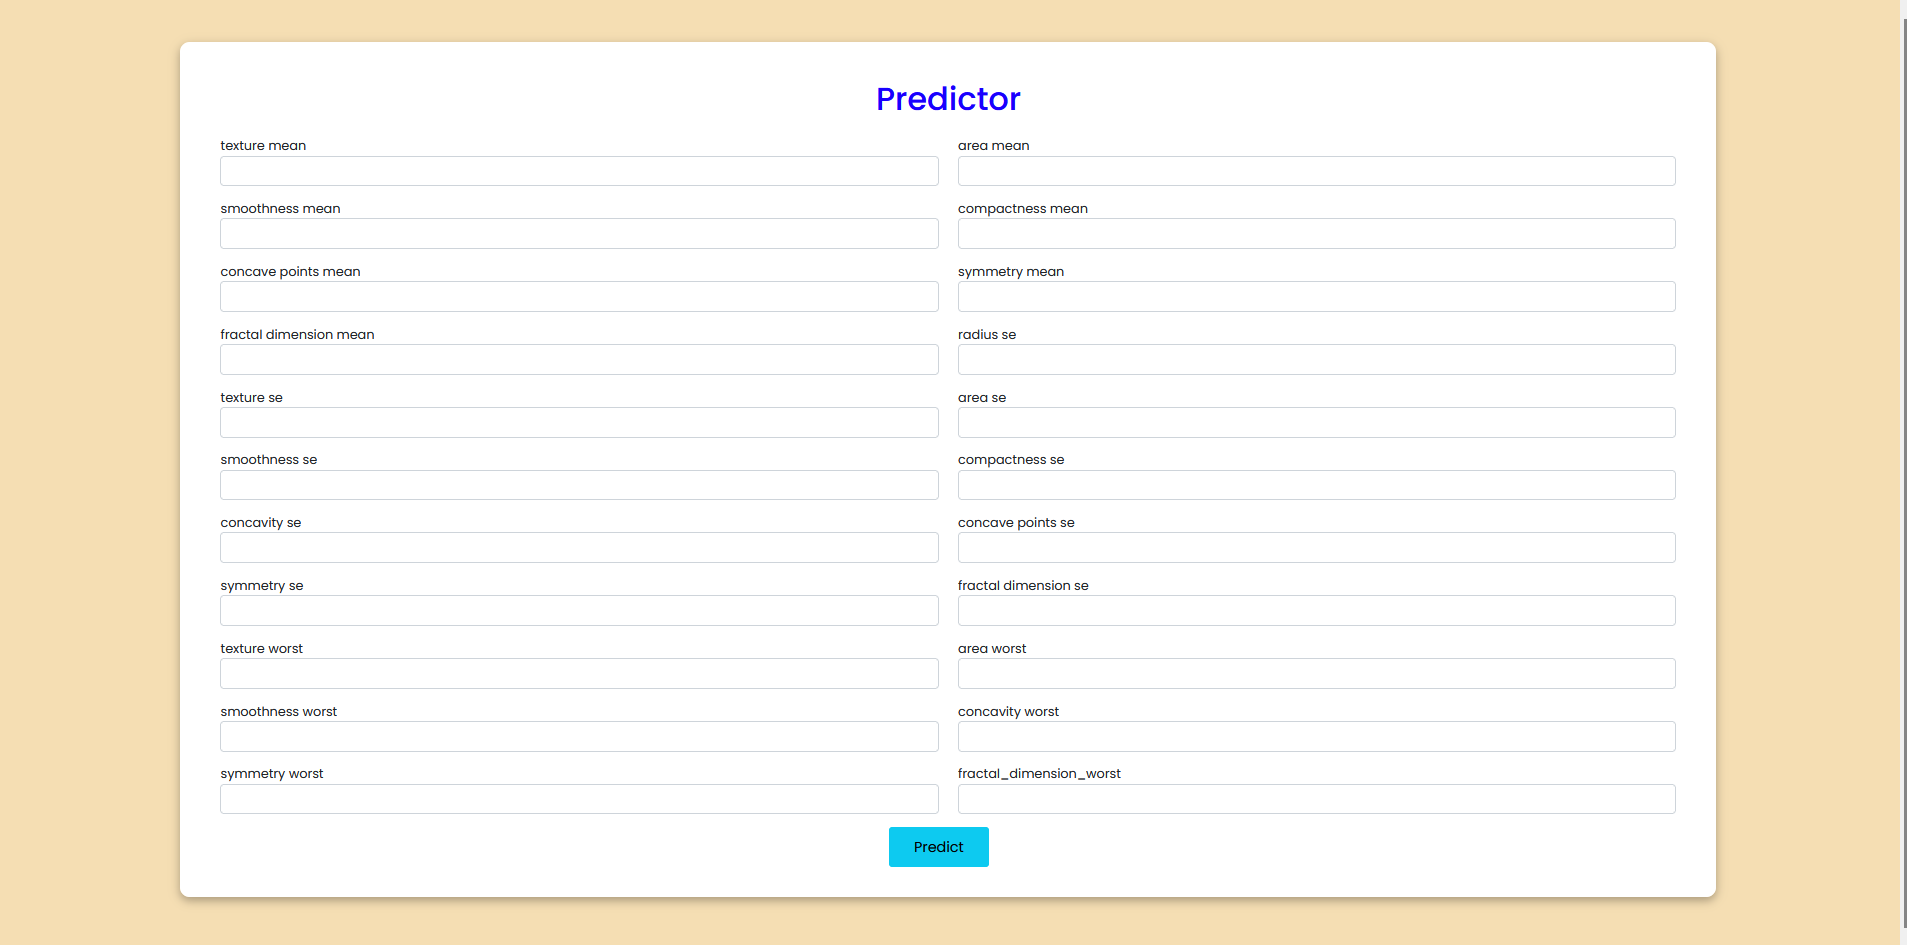 Predictor
texture mean
area mean
smoothness mean
compactness mean
concave points mean
symmetry mean
fractal dimension mean
radius se
texture se
area se
smoothness se
compactness se
concavity se
concave points se
symmetry se
fractal dimension se
texture worst
area worst
smoothness worst
concavity worst
symmetry worst
fractal_dimension_worst
Predict